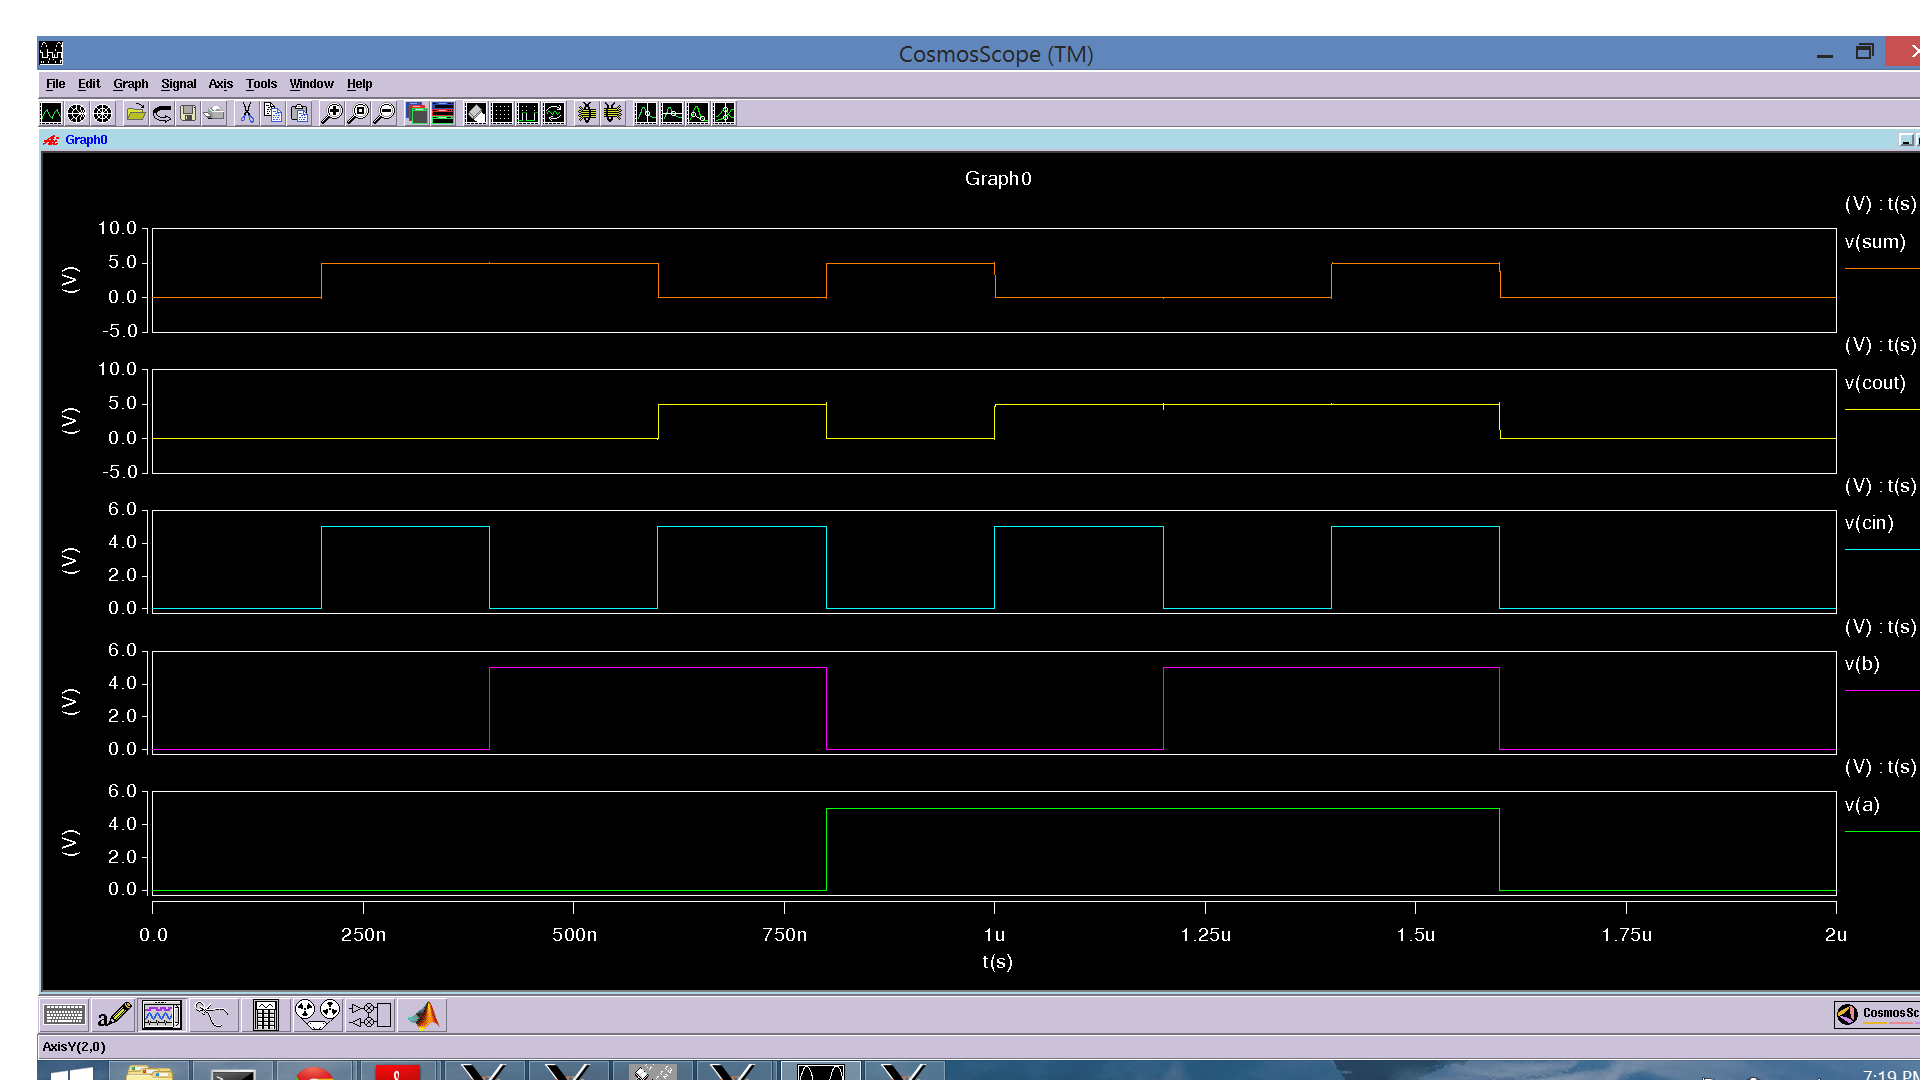 CosmosScope (TM)
File Edit Graph Signal Axis Tools Window Help
Graph0
Graph0
(V) : t(s)
10.0
v(sum)
5.0
(V)
0.0
-5.0
(V) : t(s)
10.0
v(cout)
5.0
(V)
0.0
-5.0
(V) : t(s)
6.0
v(cin)
4.0
(V)
2.0
0.0
(V) : t(s)
6.0
v(b)
4.0
(V)
2.0
0.0
(V) : t(s)
6.0
v(a)
4.0
(V)
2.0
0.0
0.0 250n 500n 750n 1u 1.25u 1.5u 1.75u 2u
t(s)
a
CosmosSc
AxisY(2,0)
7:19 PM